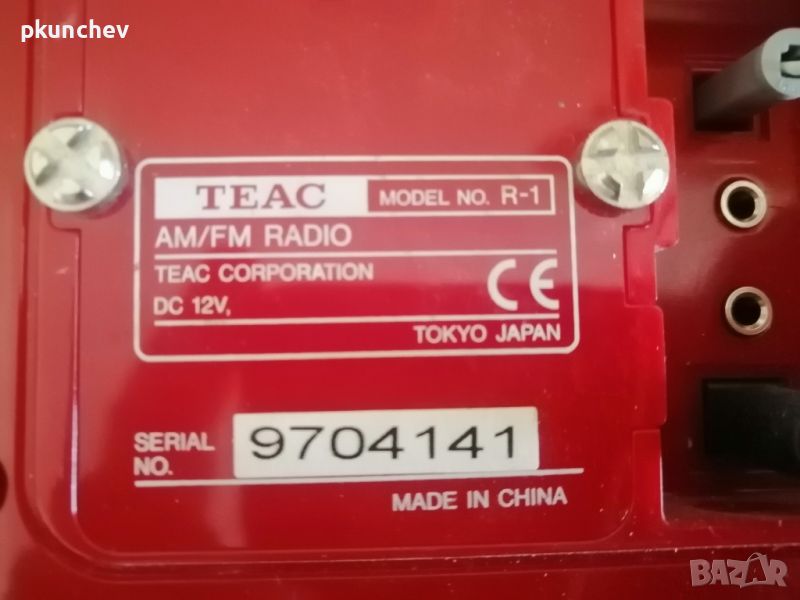 pkunchev
TEAC MODEL NO. R-1
AM/FM RADIO
TEAC CORPORATION
DC 12V, CE
TOKYO JAPAN
SERIAL NO. 9704141
MADE IN CHINA
BAZAR